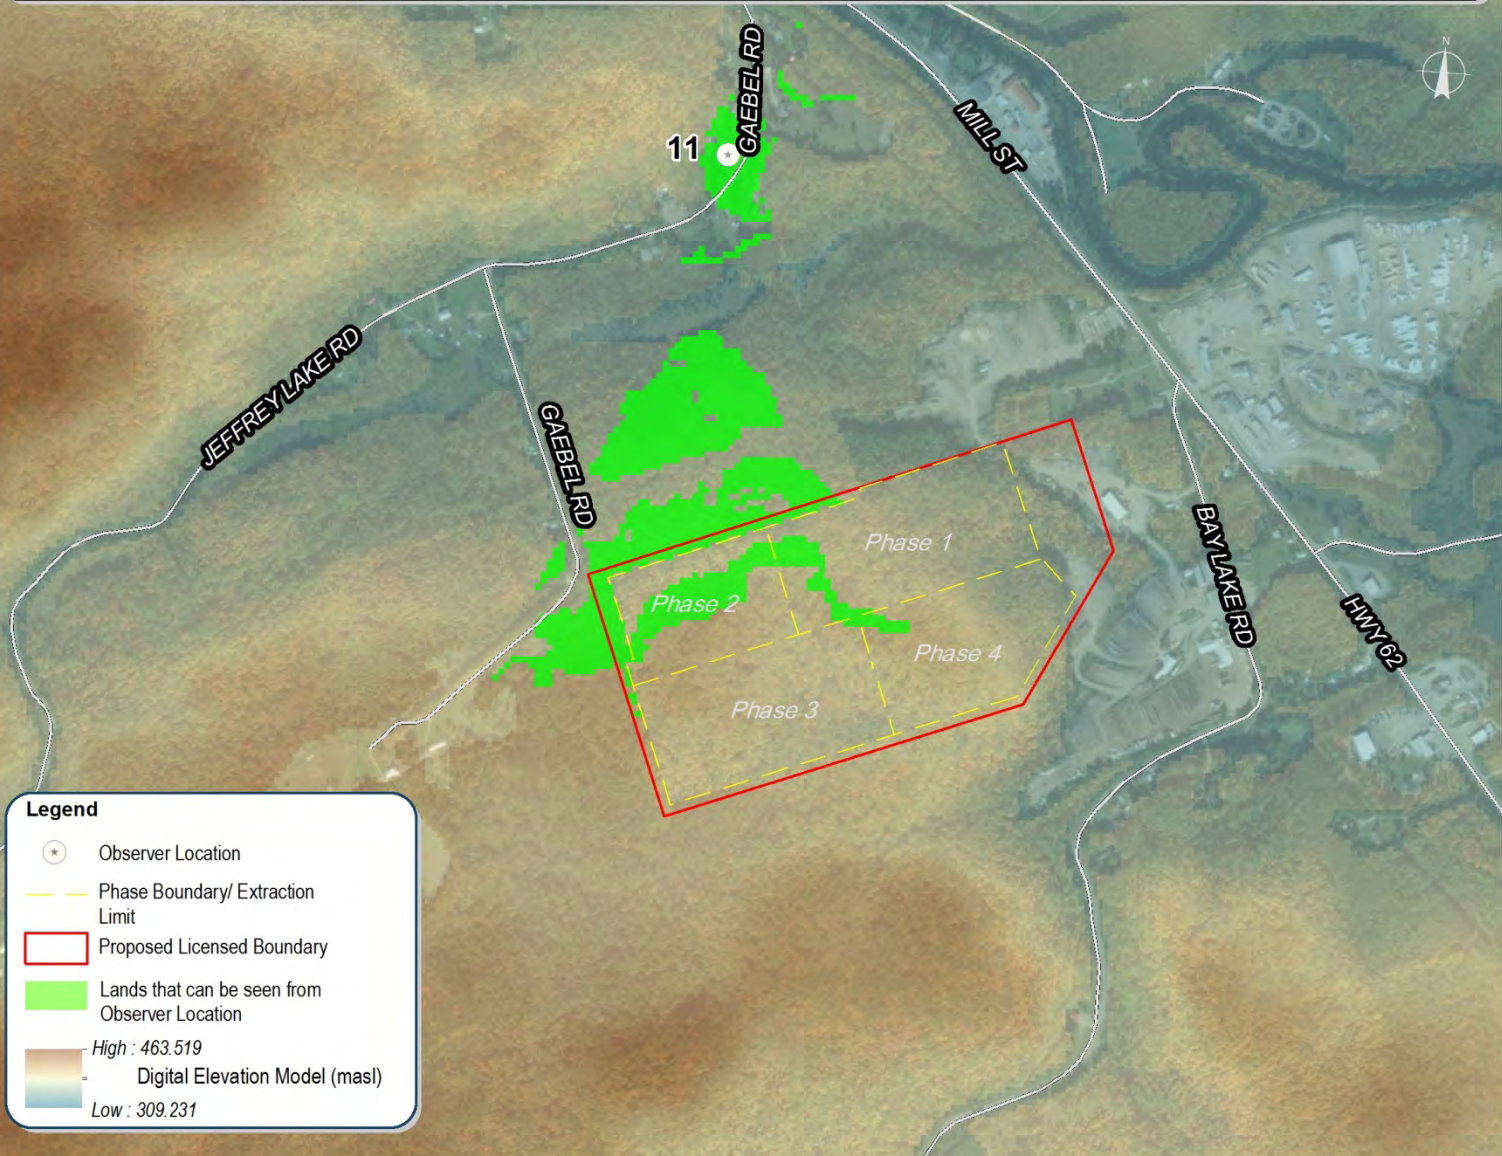 GAEBEL RD
N
11
MILL ST
JEFFREY LAKE RD
GAEBEL RD
Phase 1
BAY LAKE RD
Phase 2
HWY 62
Phase 4
Phase 3
Legend
Observer Location
Phase Boundary/ Extraction
Limit
Proposed Licensed Boundary
Lands that can be seen from
Observer Location
High : 463.519
Digital Elevation Model (masl)
Low : 309.231